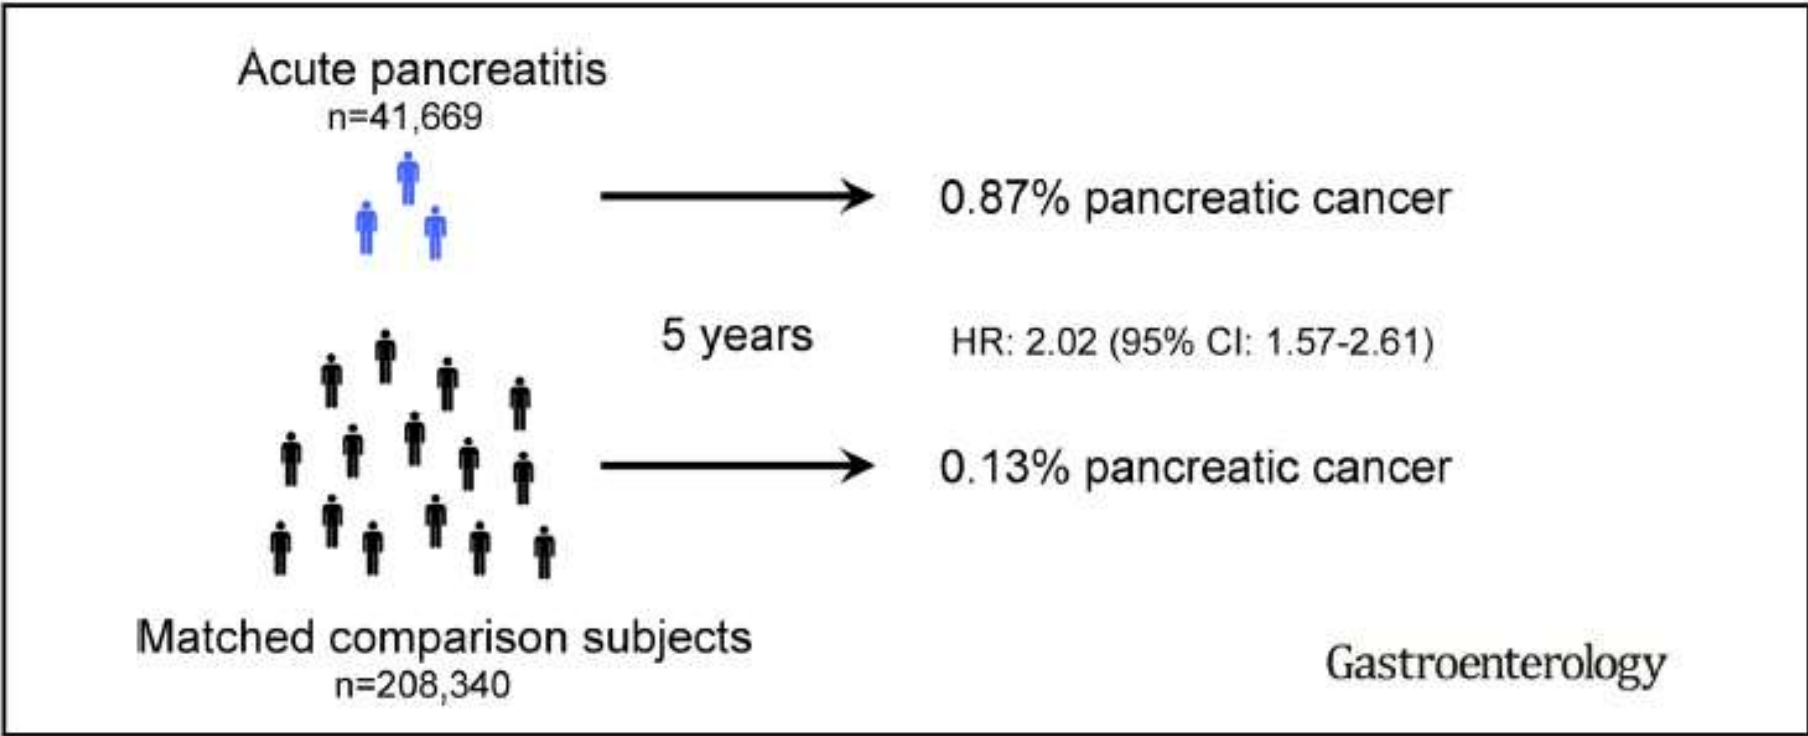 Acute pancreatitis
n=41,669
0.87% pancreatic cancer
5 years
HR: 2.02 (95% CI: 1.57-2.61)
0.13% pancreatic cancer
Matched comparison subjects
n=208,340
Gastroenterology